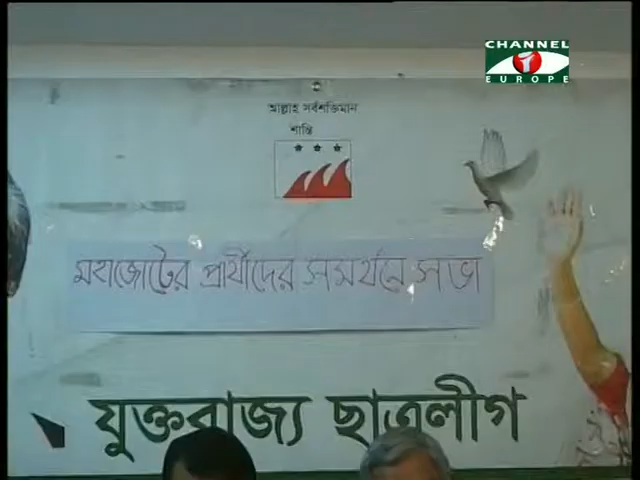 CHANNEL
EUROPE
আল্লাহ সর্বশক্তিমান
শান্তি
মহাজোটের প্রার্থীদের সমর্থনে সভা
যুক্তরাজ্য ছাত্রলীগ